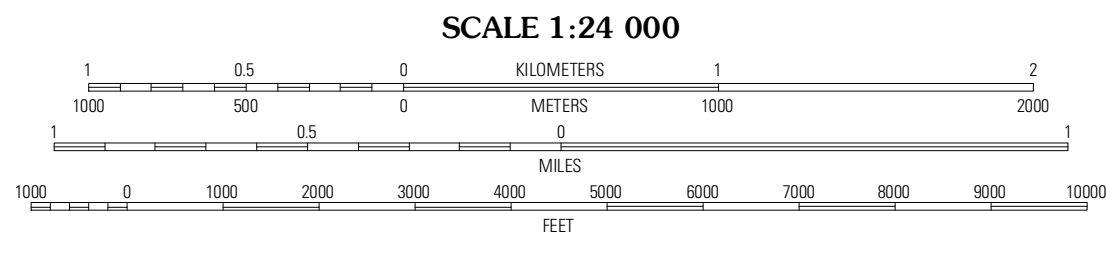 SCALE 1:24 000
1 0.5 0 KILOMETERS 1 2
1000 500 0 METERS 1000 2000
1 0.5 0 1
MILES
1000 0 1000 2000 3000 4000 5000 6000 7000 8000 9000 10000
FEET